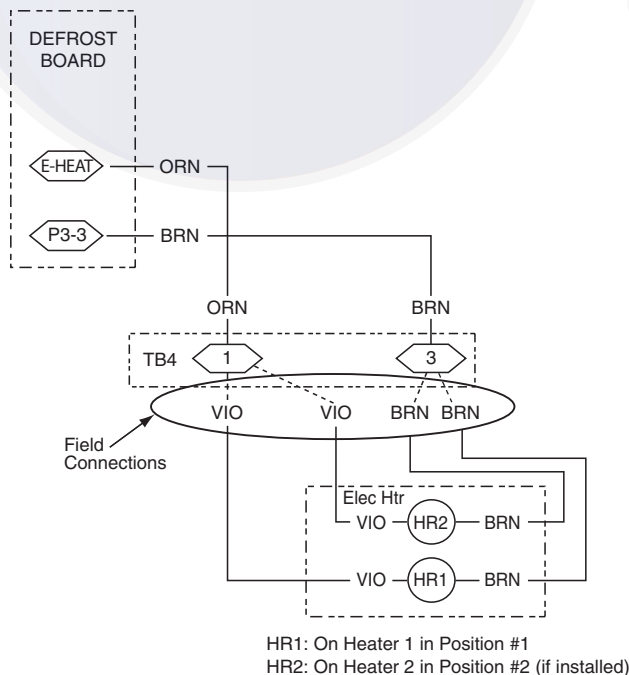 DEFROST
BOARD
E-HEAT
ORN
P3-3
BRN
ORN
BRN
TB4
1
3
VIO
VIO
BRN
BRN
Field
Connections
Elec Htr
VIO
HR2
BRN
VIO
HR1
BRN
HR1: On Heater 1 in Position #1
HR2: On Heater 2 in Position #2 (if installed)